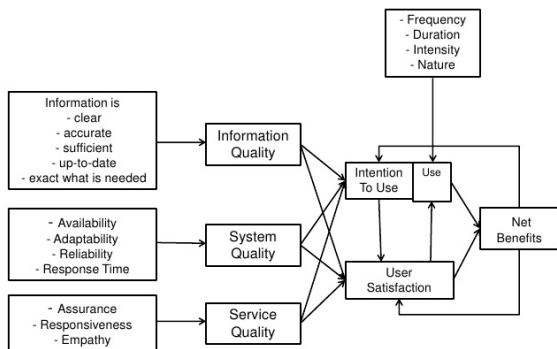 - Frequency
- Duration
- Intensity
- Nature
Information is
- clear
- accurate
- sufficient
- up-to-date
- exact what is needed
Information
Quality
Intention
To Use
Use
- Availability
- Adaptability
- Reliability
- Response Time
System
Quality
Net
Benefits
User
Satisfaction
- Assurance
- Responsiveness
- Empathy
Service
Quality